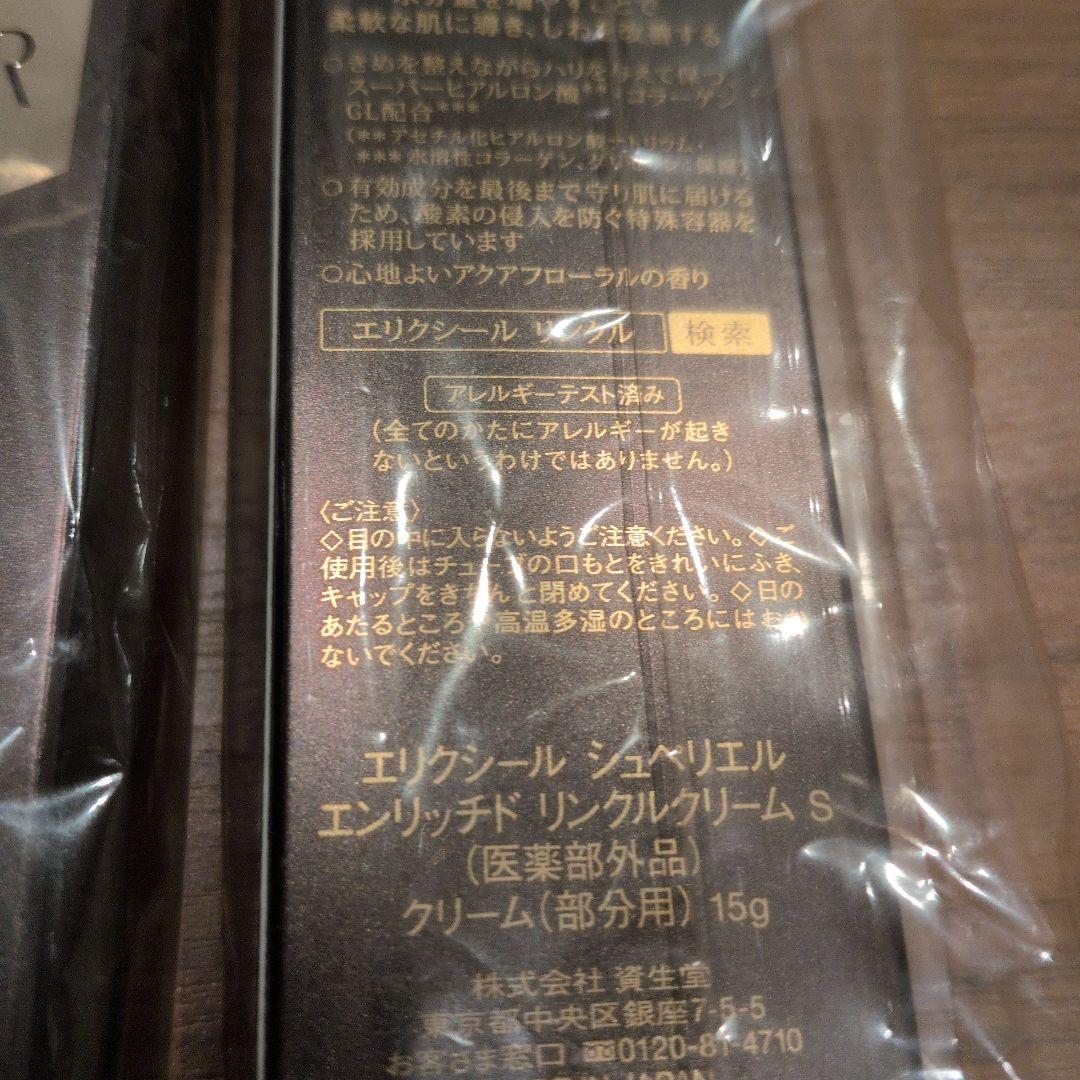 R
水分量を増やすことで
柔軟な肌に導き、しわを改善する
○きめを整えながらハリを与えて保つ
スーパーヒアルロン酸**・コラーゲン
GL配合***
(**アセチル化ヒアルロン酸ナトリウム・
***水溶性コラーゲン、
○有効成分を最後まで守り肌に届ける
ため、酸素の侵入を防ぐ特殊容器を
採用しています
○心地よいアクアフローラルの香り
エリクシール リンクル 検索
アレルギーテスト済み
(全てのかたにアレルギーが起き
ないというわけではありません。)
〈ご注意〉
◇目の中に入らないようご注意ください。◇ご
使用後はチューブの口もとをきれいにふき、
キャップをきちんと閉めてください。◇日の
あたるところ、高温多湿のところにはおか
ないでください。
エリクシール シュペリエル
エンリッチド リンクルクリーム S
(医薬部外品)
クリーム(部分用) 15g
株式会社 資生堂
東京都中央区銀座7-5-5
お客さま窓口 0120-81-4710
IN JAPAN